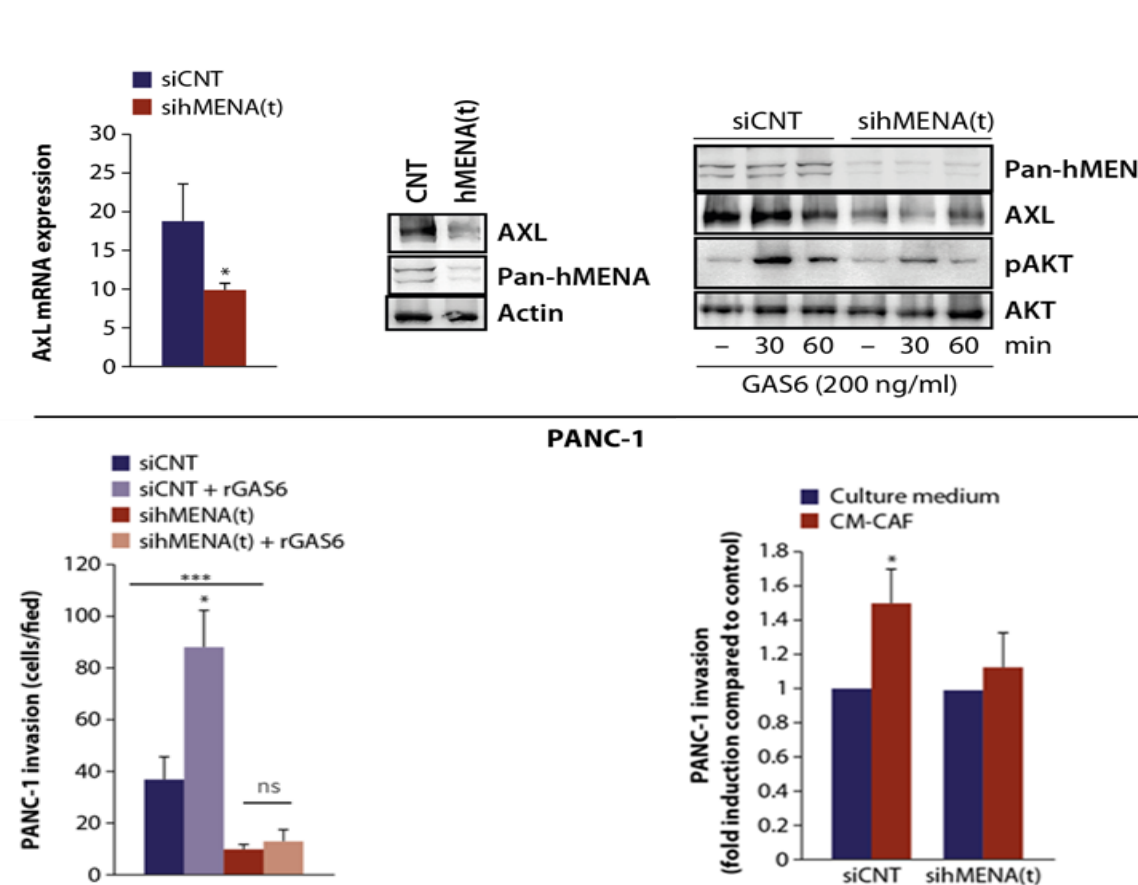 siCNT
sihMENA(t)
AxL mRNA expression
30
25
20
15
10
5
0
*
CNT
hMENA(t)
AXL
Pan-hMENA
Actin
siCNT sihMENA(t)
Pan-hMEN
AXL
pAKT
AKT
– 30 60 – 30 60 min
GAS6 (200 ng/ml)
PANC-1
siCNT
siCNT + rGAS6
sihMENA(t)
sihMENA(t) + rGAS6
PANC-1 invasion (cells/fied)
120
100
80
60
40
20
0
***
*
ns
Culture medium
CM-CAF
PANC-1 invasion
(fold induction compared to control)
1.8
1.6
1.4
1.2
1
0.8
0.6
0.4
0.2
0
*
siCNT sihMENA(t)